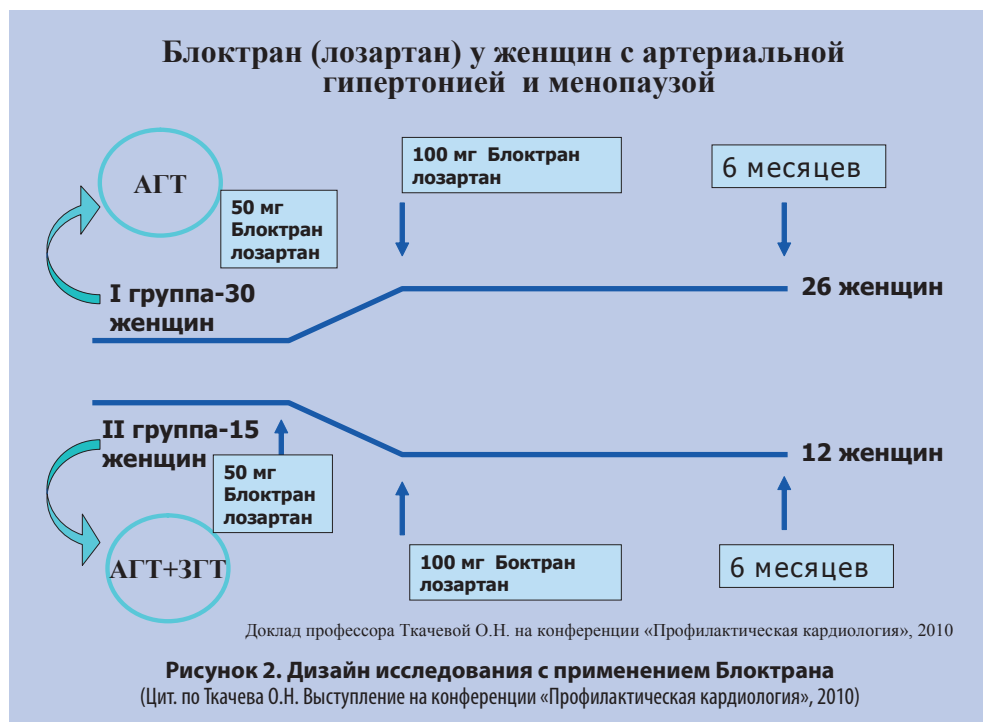 Блоктран (лозартан) у женщин с артериальной
гипертонией и менопаузой
АГТ
50 мг
Блоктран
лозартан
100 мг Блоктран
лозартан
6 месяцев
I группа-30
женщин
26 женщин
II группа-15
женщин
12 женщин
50 мг
Блоктран
лозартан
АГТ+ЗГТ
100 мг Боктран
лозартан
6 месяцев
Доклад профессора Ткачевой О.Н. на конференции «Профилактическая кардиология», 2010
Рисунок 2. Дизайн исследования с применением Блоктрана
(Цит. по Ткачева О.Н. Выступление на конференции «Профилактическая кардиология», 2010)